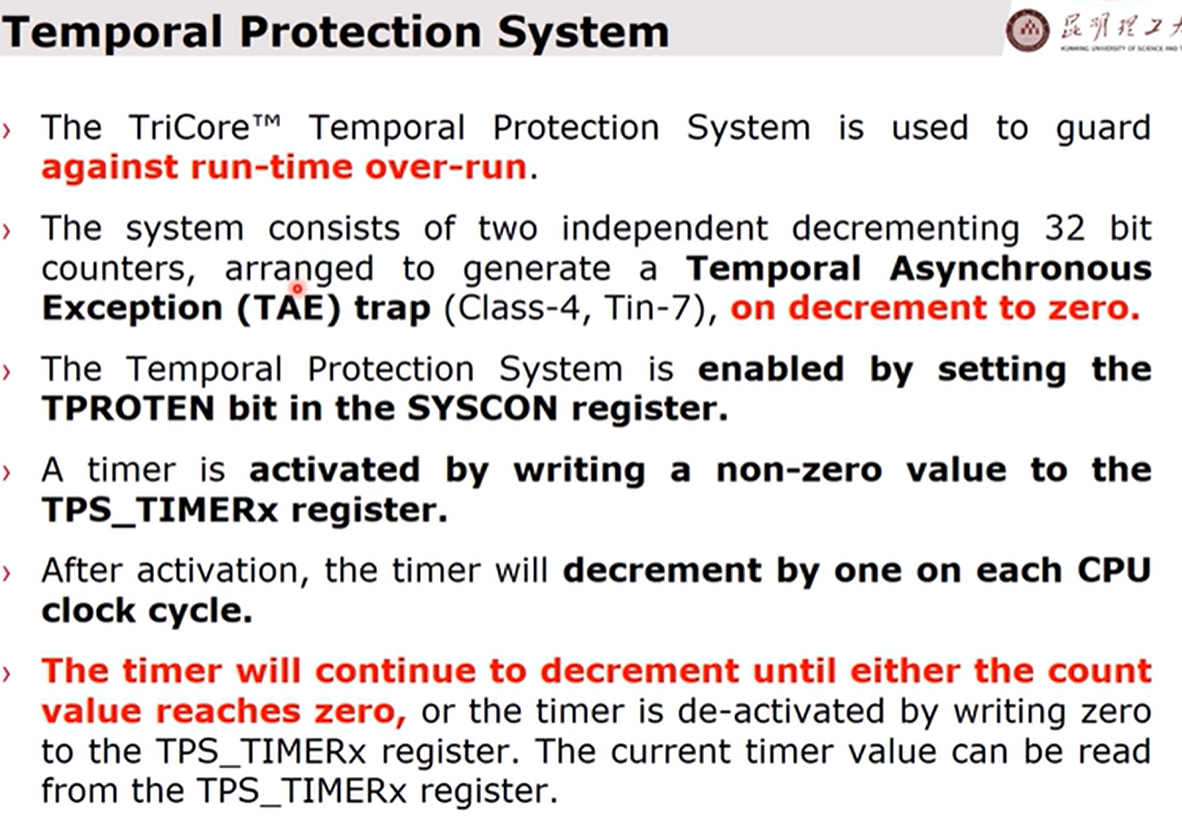 Temporal Protection System
昆明理工大
KUNMING UNIVERSITY OF SCIENCE AND
› The TriCore™ Temporal Protection System is used to guard
against run-time over-run.
› The system consists of two independent decrementing 32 bit
counters, arranged to generate a Temporal Asynchronous
Exception (TAE) trap (Class-4, Tin-7), on decrement to zero.
› The Temporal Protection System is enabled by setting the
TPROTEN bit in the SYSCON register.
› A timer is activated by writing a non-zero value to the
TPS_TIMERx register.
› After activation, the timer will decrement by one on each CPU
clock cycle.
› The timer will continue to decrement until either the count
value reaches zero, or the timer is de-activated by writing zero
to the TPS_TIMERx register. The current timer value can be read
from the TPS_TIMERx register.